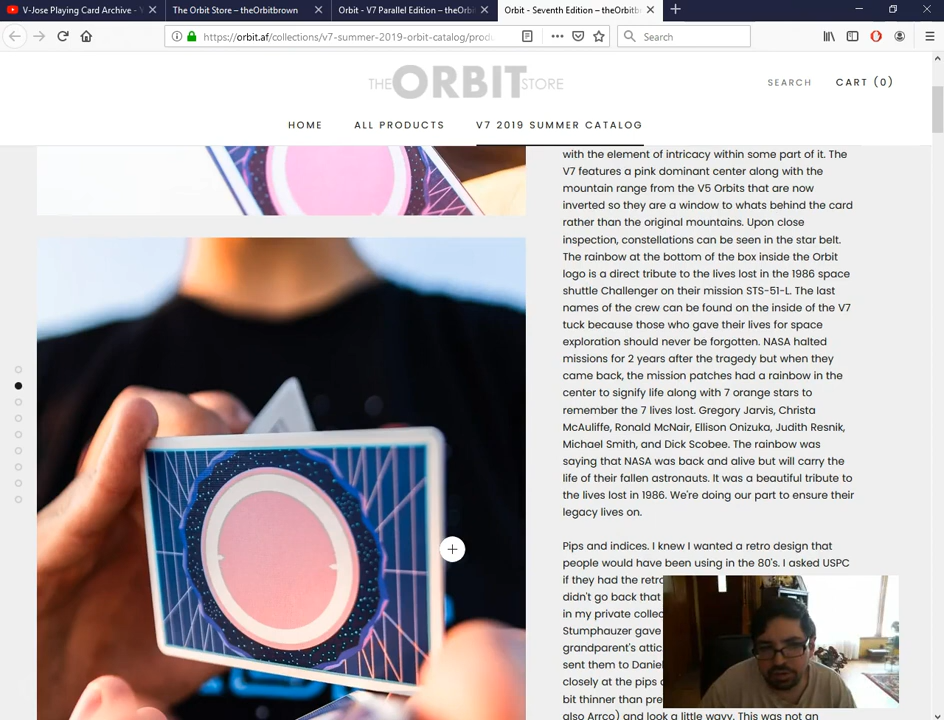 V-Jose Playing Card Archive -
The Orbit Store – theOrbitbrown
Orbit - V7 Parallel Edition – theOrbi
Orbit - Seventh Edition – theOrbitb
https://orbit.af/collections/v7-summer-2019-orbit-catalog/produ
Search
THE ORBIT STORE
SEARCH
CART (0)
HOME
ALL PRODUCTS
V7 2019 SUMMER CATALOG
with the element of intricacy within some part of it. The
V7 features a pink dominant center along with the
mountain range from the V5 Orbits that are now
inverted so they are a window to whats behind the card
rather than the original mountains. Upon close
inspection, constellations can be seen in the star belt.
The rainbow at the bottom of the box inside the Orbit
logo is a direct tribute to the lives lost in the 1986 space
shuttle Challenger on their mission STS-51-L. The last
names of the crew can be found on the inside of the V7
tuck because those who gave their lives for space
exploration should never be forgotten. NASA halted
missions for 2 years after the tragedy but when they
came back, the mission patches had a rainbow in the
center to signify life along with 7 orange stars to
remember the 7 lives lost. Gregory Jarvis, Christa
McAuliffe, Ronald McNair, Ellison Onizuka, Judith Resnik,
Michael Smith, and Dick Scobee. The rainbow was
saying that NASA was back and alive but will carry the
life of their fallen astronauts. It was a beautiful tribute to
the lives lost in 1986. We're doing our part to ensure their
legacy lives on.
Pips and indices. I knew I wanted a retro design that
people would have been using in the 80's. I asked USPC
if they had the retro
didn't go back that
in my private collec
Stumphauzer gave
grandparent's attic
sent them to Daniel
closely at the pips
bit thinner than pre
also Arrco) and look a little wavy. This was not an